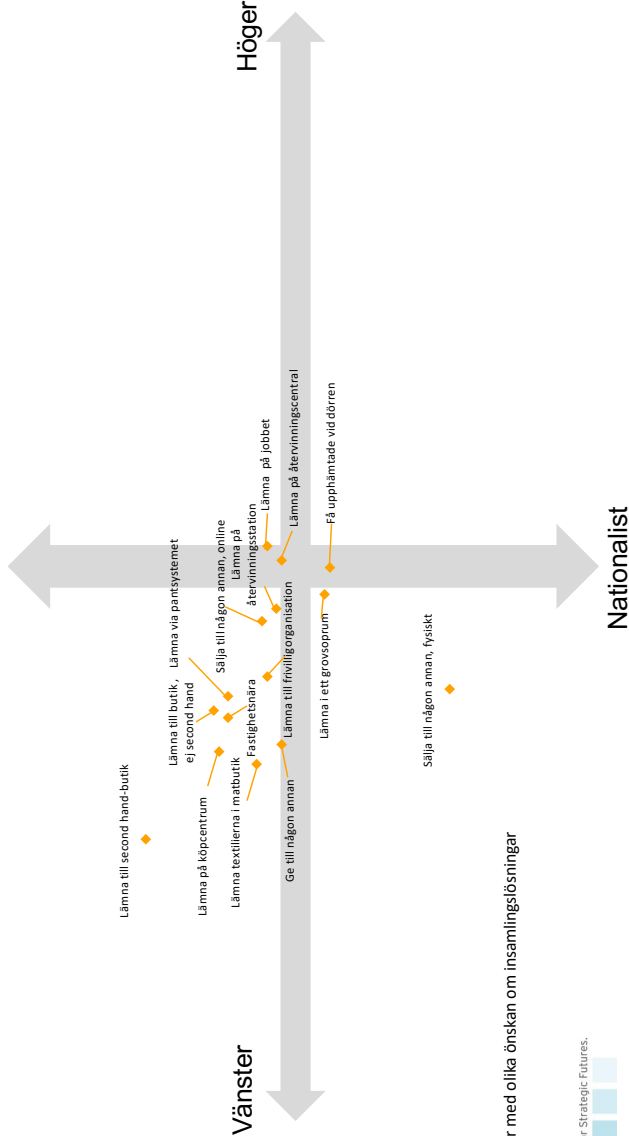 Höger
Vänster
Nationalist
Lämna till second hand-butik
Lämna till butik,
ej second hand
Lämna via pantsystemet
Sälja till någon annan, online
Lämna på
återvinningsstation
Lämna på jobbet
Lämna på återvinningscentral
Få upphämtade vid dörren
Lämna på köpcentrum
Lämna textilierna i matbutik
Fastighetsnära
Lämna till frivilligorganisation
Ge till någon annan
Lämna i ett grovsoprum
Sälja till någon annan, fysiskt
r med olika önskan om insamlingslösningar
r Strategic Futures.